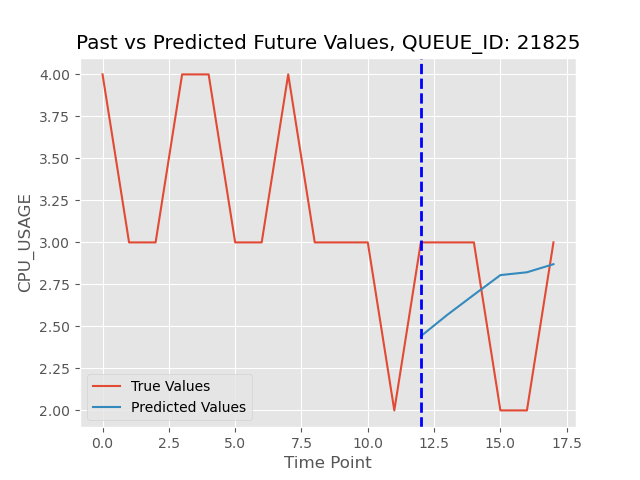 Past vs Predicted Future Values, QUEUE_ID: 21825
CPU_USAGE
4.00
3.75
3.50
3.25
3.00
2.75
2.50
2.25
2.00
True Values
Predicted Values
0.0 2.5 5.0 7.5 10.0 12.5 15.0 17.5
Time Point